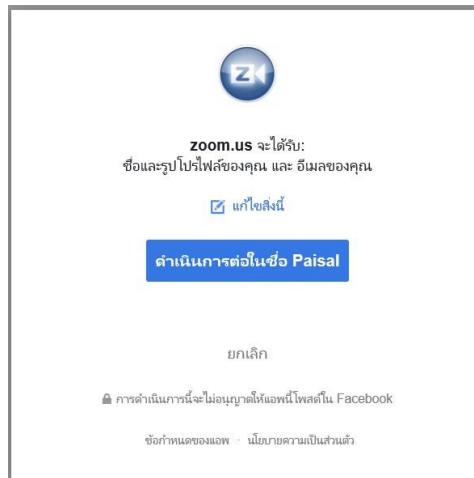 Z
zoom.us จะได้รับ:
ชื่อและรูปโปรไฟล์ของคุณ และ อีเมลของคุณ
แก้ไขสิ่งนี้
ดำเนินการต่อในชื่อ Paisal
ยกเลิก
การดำเนินการนี้จะไม่อนุญาตให้แอพนี้โพสต์ใน Facebook
ข้อกำหนดของแอพ · นโยบายความเป็นส่วนตัว